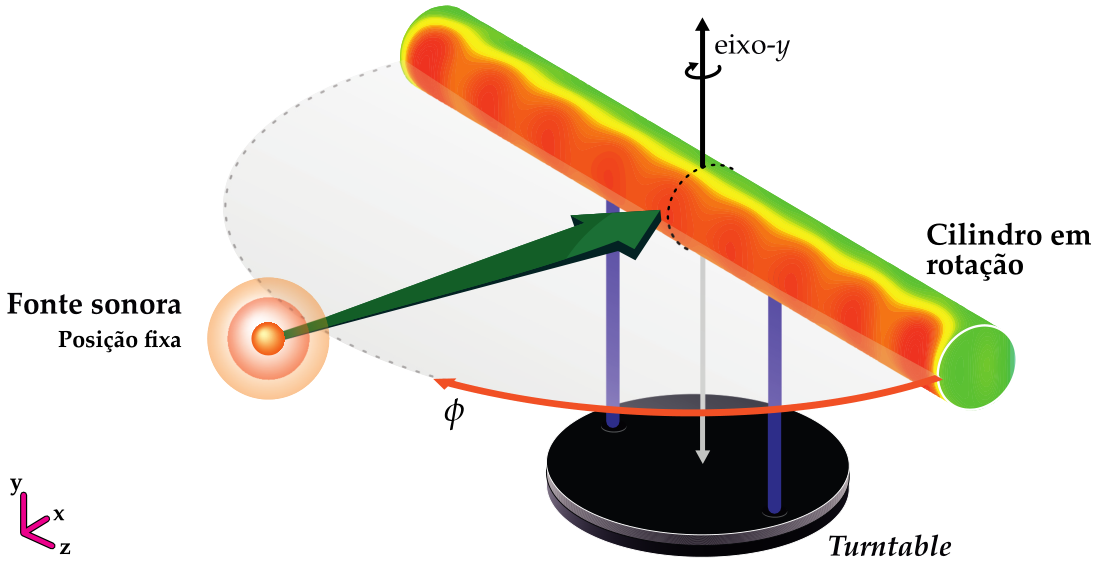 eixo-y
Cilindro em
rotação
Fonte sonora
Posição fixa
ϕ
y
x
z
Turntable